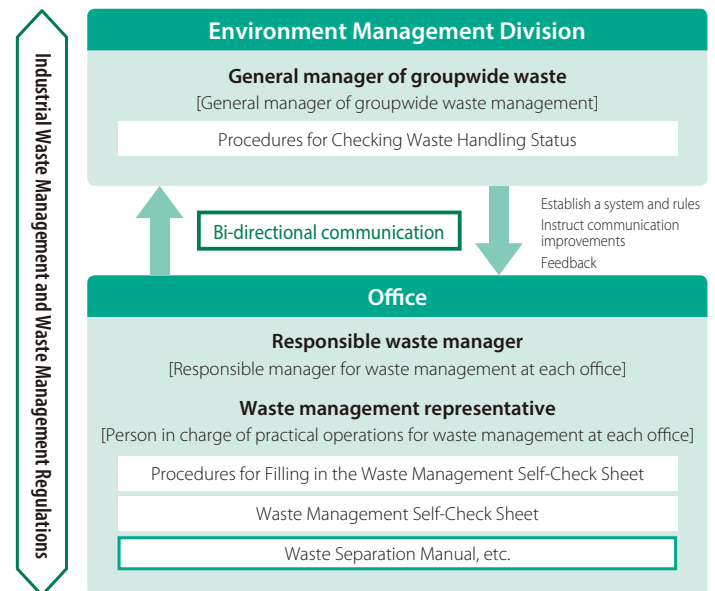 Industrial Waste Management and Waste Management Regulations
Environment Management Division
General manager of groupwide waste
[General manager of groupwide waste management]
Procedures for Checking Waste Handling Status
Bi-directional communication
Establish a system and rules
Instruct communication
improvements
Feedback
Office
Responsible waste manager
[Responsible manager for waste management at each office]
Waste management representative
[Person in charge of practical operations for waste management at each office]
Procedures for Filling in the Waste Management Self-Check Sheet
Waste Management Self-Check Sheet
Waste Separation Manual, etc.